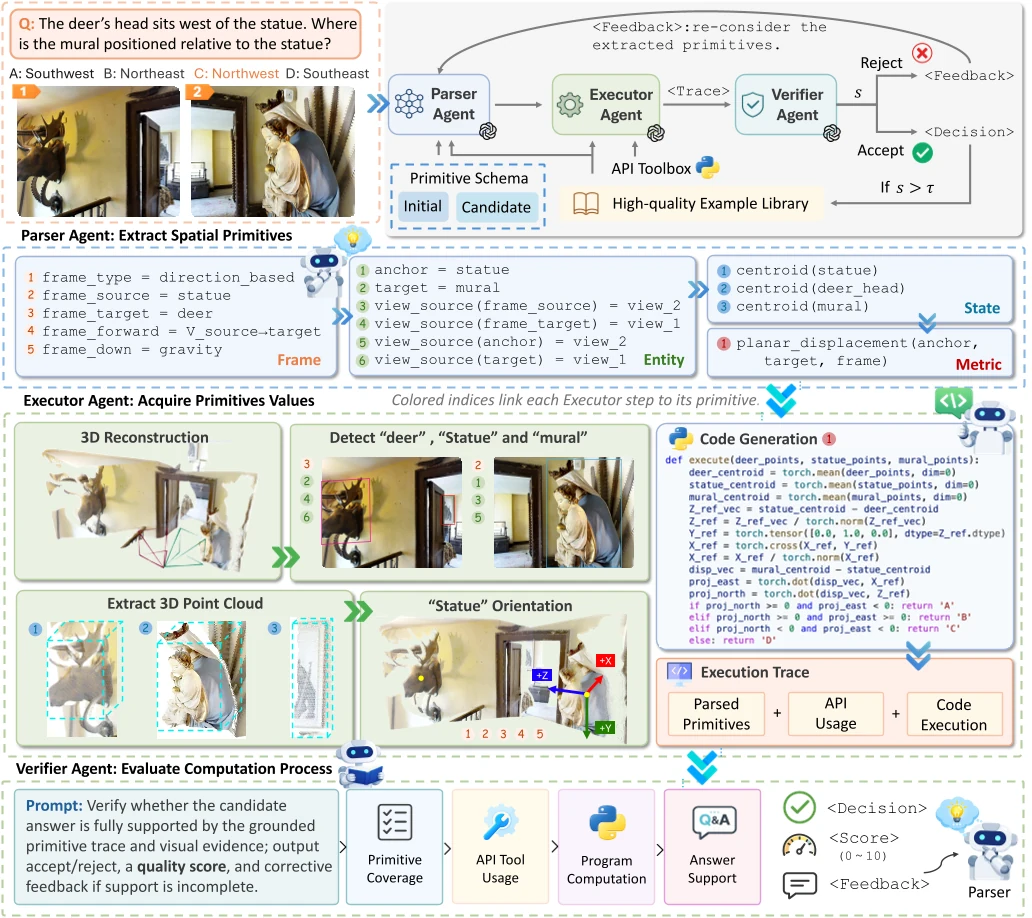 Q: The deer's head sits west of the statue. Where
is the mural positioned relative to the statue?
A: Southwest B: Northeast C: Northwest D: Southeast
1
2
<Feedback>:re-consider the
extracted primitives.
Parser
Agent
Executor
Agent
<Trace>
Verifier
Agent
s
Reject
<Feedback>
<Decision>
Accept
If s > τ
Primitive Schema
Initial
Candidate
API Toolbox
High-quality Example Library
Parser Agent: Extract Spatial Primitives
1 frame_type = direction_based
2 frame_source = statue
3 frame_target = deer
4 frame_forward = V_source→target
5 frame_down = gravity
Frame
1 anchor = statue
2 target = mural
3 view_source(frame_source) = view_2
4 view_source(frame_target) = view_1
5 view_source(anchor) = view_2
6 view_source(target) = view_1
Entity
1 centroid(statue)
2 centroid(deer_head)
3 centroid(mural)
State
1 planar_displacement(anchor,
target, frame)
Metric
Executor Agent: Acquire Primitives Values
Colored indices link each Executor step to its primitive.
3D Reconstruction
Detect "deer" , "Statue" and "mural"
3
2
4
6
2
1
3
5
Extract 3D Point Cloud
1
2
3
"Statue" Orientation
+Z
+X
+Y
1 2 3 4 5
Code Generation 1
def execute(deer_points, statue_points, mural_points):
deer_centroid = torch.mean(deer_points, dim=0)
statue_centroid = torch.mean(statue_points, dim=0)
mural_centroid = torch.mean(mural_points, dim=0)
Z_ref_vec = statue_centroid - deer_centroid
Z_ref = Z_ref_vec / torch.norm(Z_ref_vec)
Y_ref = torch.tensor([0.0, 1.0, 0.0], dtype=Z_ref.dtype)
X_ref = torch.cross(X_ref, Y_ref)
X_ref = X_ref / torch.norm(X_ref)
disp_vec = mural_centroid - statue_centroid
proj_east = torch.dot(disp_vec, X_ref)
proj_north = torch.dot(disp_vec, Z_ref)
if proj_north >= 0 and proj_east < 0: return 'A'
elif proj_north >= 0 and proj_east >= 0: return 'B'
elif proj_north < 0 and proj_east < 0: return 'C'
else: return 'D'
Execution Trace
Parsed
Primitives
+
API
Usage
+
Code
Execution
Verifier Agent: Evaluate Computation Process
Prompt: Verify whether the candidate
answer is fully supported by the grounded
primitive trace and visual evidence; output
accept/reject, a quality score, and corrective
feedback if support is incomplete.
Primitive
Coverage
API Tool
Usage
Program
Computation
Q&A
Answer
Support
<Decision>
<Score>
(0 ~ 10)
<Feedback>
Parser